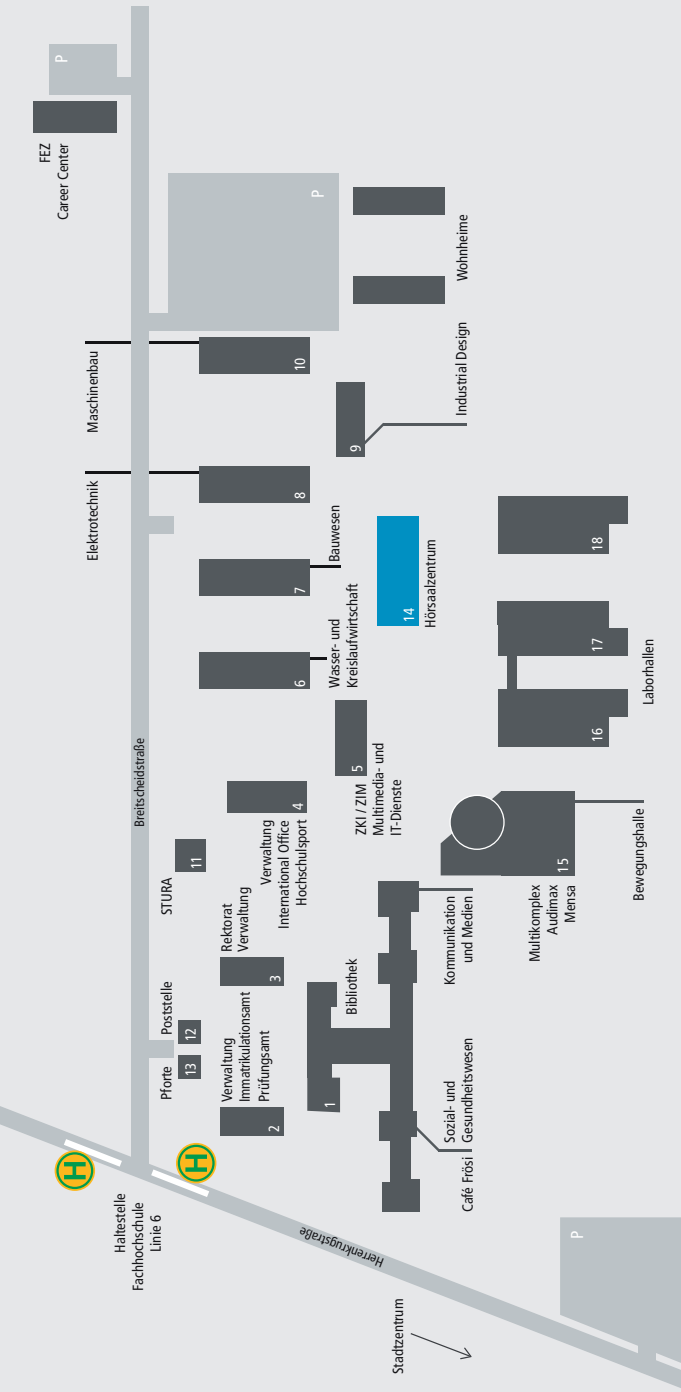 P
FEZ
Career Center
P
Wohnheime
Maschinenbau
10
Industrial Design
9
Elektrotechnik
8
Bauwesen
7
14
Hörsaalzentrum
18
Wasser- und
Kreislaufwirtschaft
6
17
16
Laborhallen
Breitscheidstraße
5
ZKI / ZIM
Multimedia- und
IT-Dienste
4
Verwaltung
International Office
Hochschulsport
11
STURA
15
Multikomplex
Audimax
Mensa
Bewegungshalle
Rektorat
Verwaltung
3
Kommunikation
und Medien
Bibliothek
1
Poststelle
12
Pforte
13
Verwaltung
Immatrikulationsamt
Prüfungsamt
2
Sozial- und
Gesundheitswesen
Café Frösi
H
H
Haltestelle
Fachhochschule
Linie 6
Herrenkrugstraße
P
Stadtzentrum